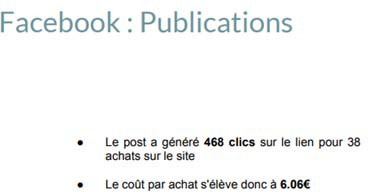 Facebook : Publications
● Le post a généré 468 clics sur le lien pour 38
achats sur le site
● Le coût par achat s'élève donc à 6.06€